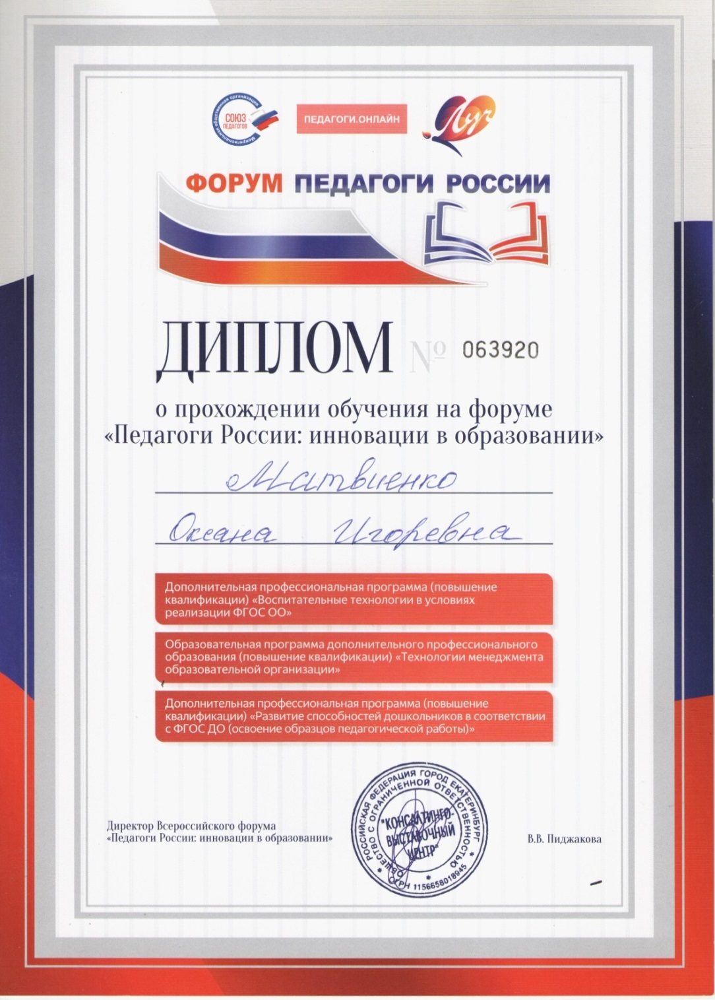 Межрегиональная общественная организация
СОЮЗ
ПЕДАГОГОВ
ПЕДАГОГИ.ОНЛАЙН
Луч
ФОРУМ ПЕДАГОГИ РОССИИ
ДИПЛОМ № 063920
о прохождении обучения на форуме
«Педагоги России: инновации в образовании»
Матвиенко
Оксана Игоревна
Дополнительная профессиональная программа (повышение
квалификации) «Воспитательные технологии в условиях
реализации ФГОС ОО»
Образовательная программа дополнительного профессионального
образования (повышение квалификации) «Технологии менеджмента
образовательной организации»
Дополнительная профессиональная программа (повышение
квалификации) «Развитие способностей дошкольников в соответствии
с ФГОС ДО (освоение образцов педагогической работы)»
Директор Всероссийского форума
«Педагоги России: инновации в образовании»
РОССИЙСКАЯ ФЕДЕРАЦИЯ ГОРОД ЕКАТЕРИНБУРГ
ОБЩЕСТВО С ОГРАНИЧЕННОЙ ОТВЕТСТВЕННОСТЬЮ
"КОНСАЛТИНГО-
ВЫСТАВОЧНЫЙ
ЦЕНТР"
ОГРН 1156658018945
В.В. Пиджакова